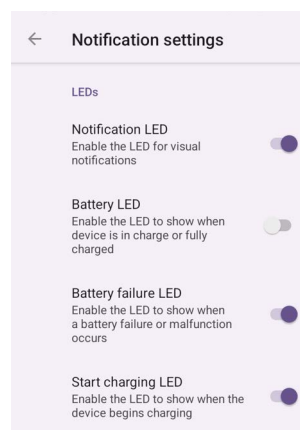 Notification settings
LEDs
Notification LED
Enable the LED for visual
notifications
Battery LED
Enable the LED to show when
device is in charge or fully
charged
Battery failure LED
Enable the LED to show when
a battery failure or malfunction
occurs
Start charging LED
Enable the LED to show when the
device begins charging